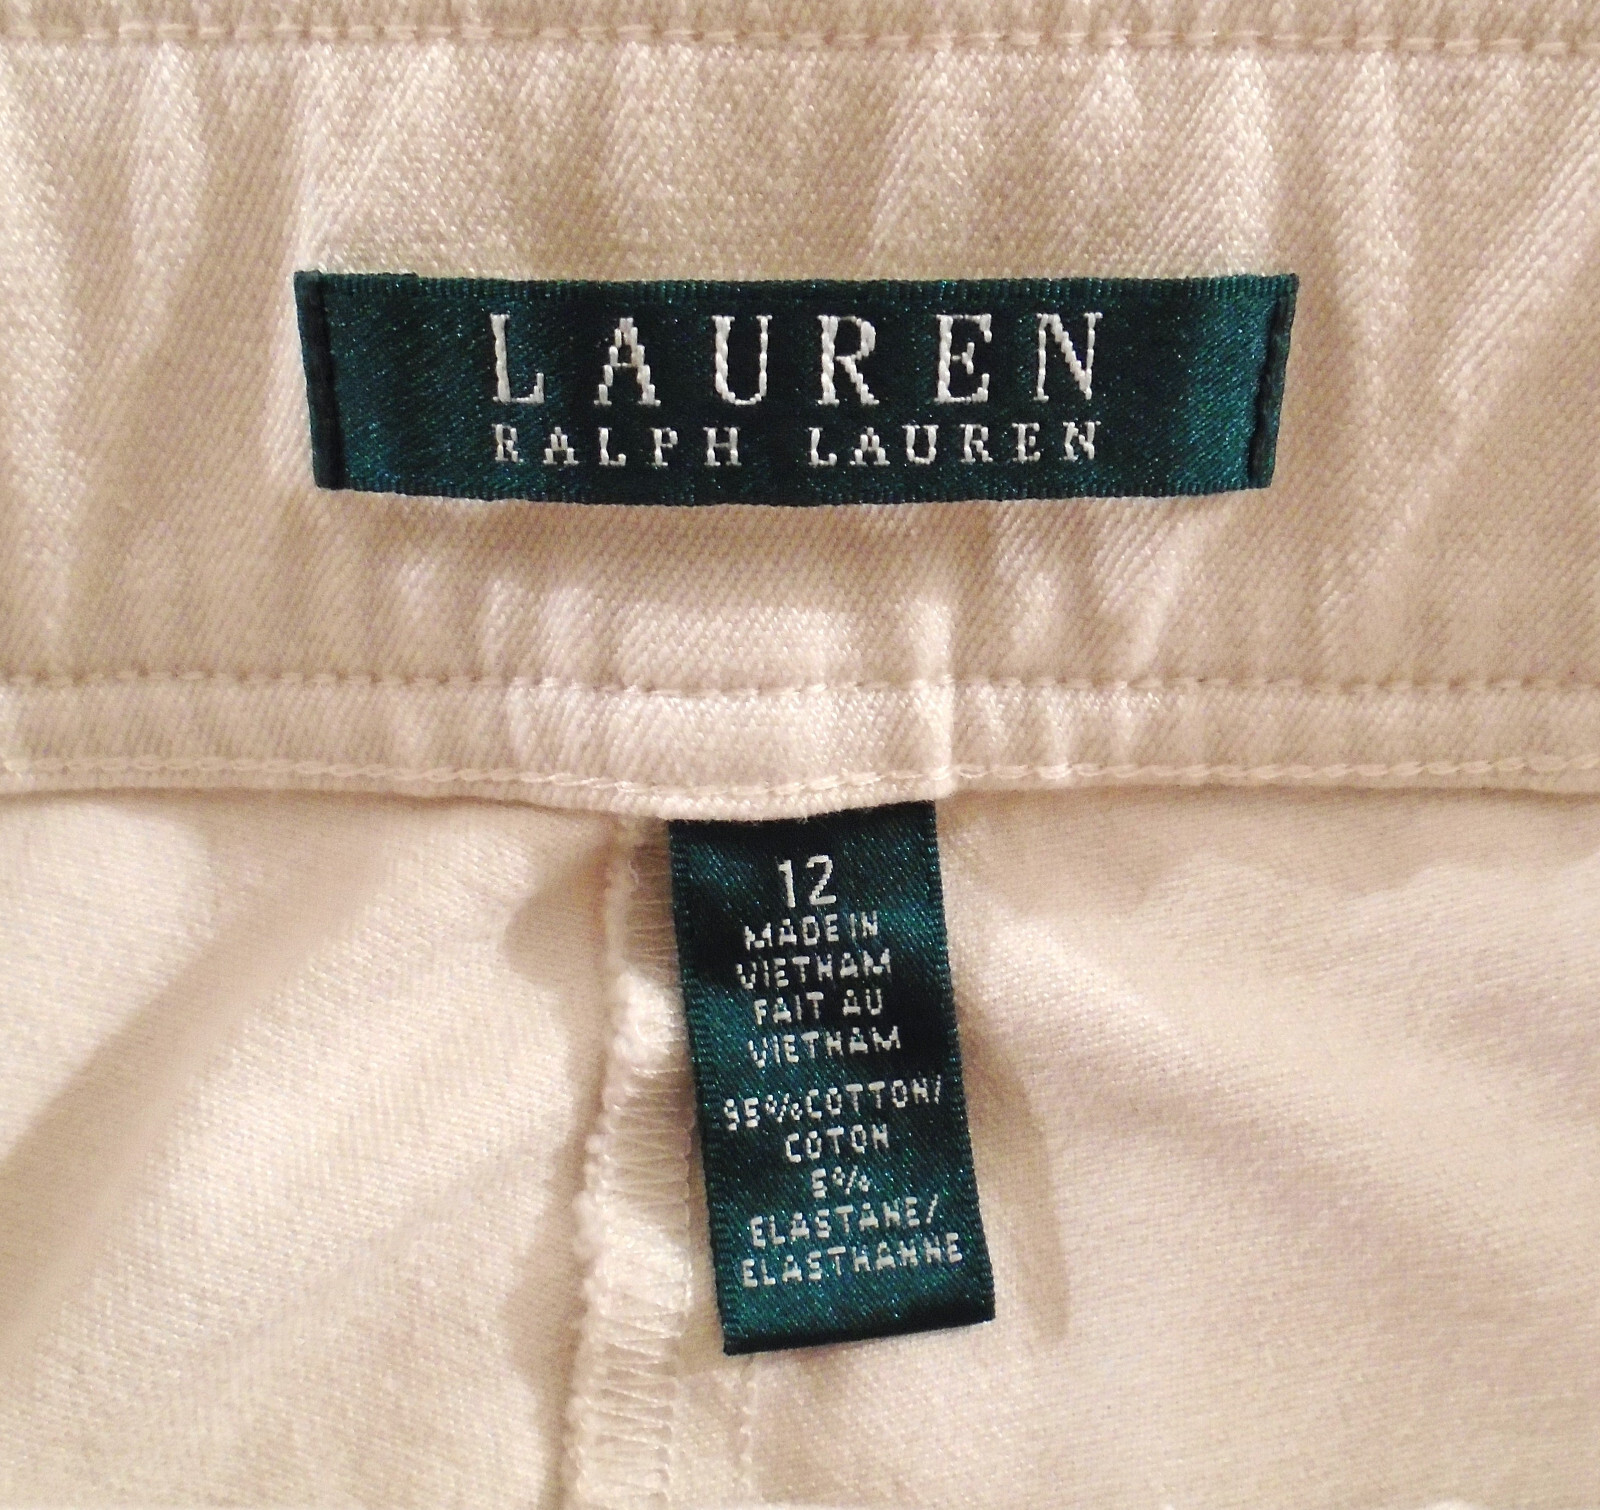 LAUREN
RALPH LAUREN
12
MADE IN
VIETNAM
FAIT AU
VIETNAM
95%COTTON/
COTON
5%
ELASTANE/
ELASTHANNE